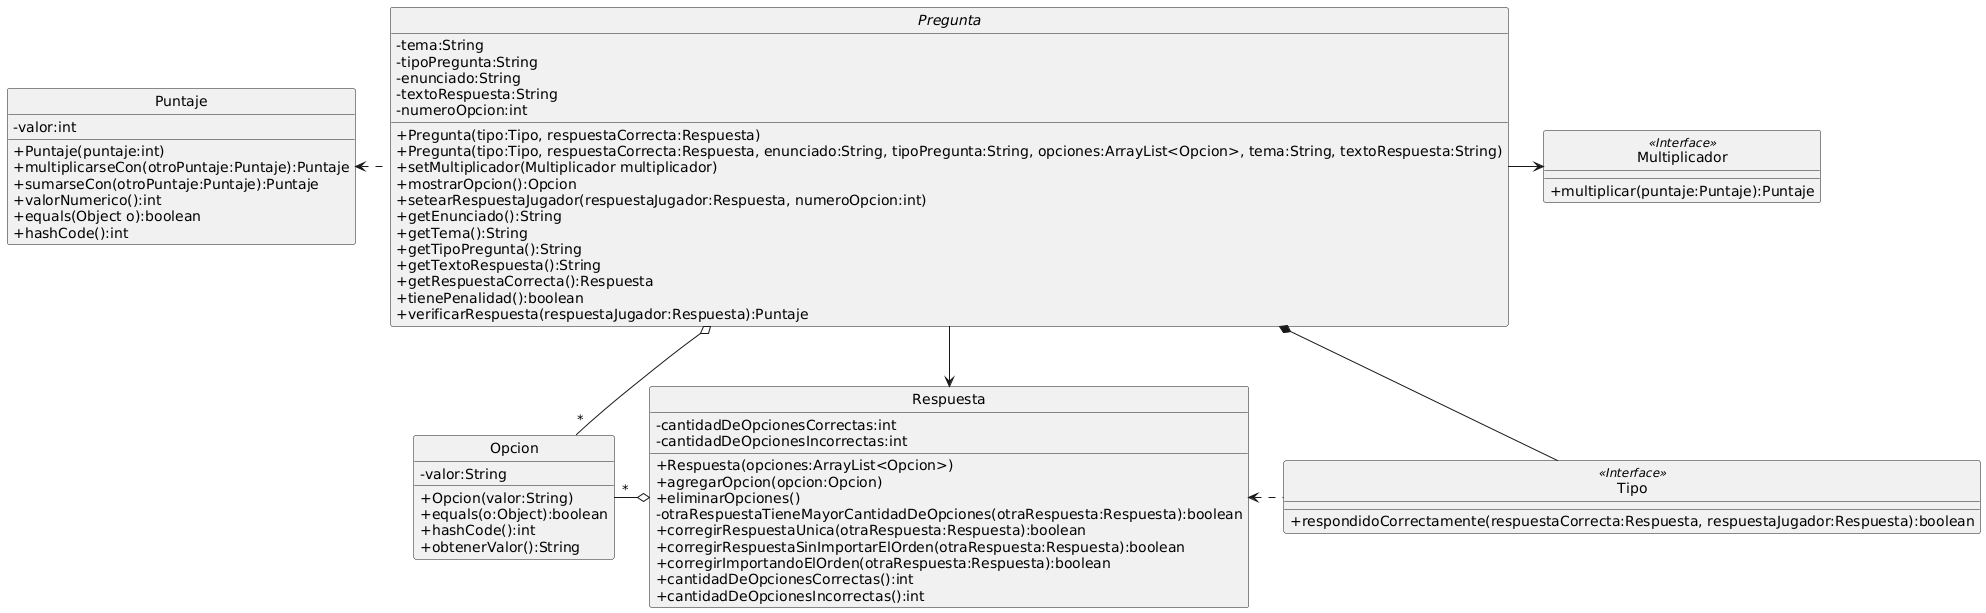 Pregunta
-tema:String
-tipoPregunta:String
-enunciado:String
-textoRespuesta:String
-numeroOpcion:int
+Pregunta(tipo:Tipo, respuestaCorrecta:Respuesta)
+Pregunta(tipo:Tipo, respuestaCorrecta:Respuesta, enunciado:String, tipoPregunta:String, opciones:ArrayList<Opcion>, tema:String, textoRespuesta:String)
+setMultiplicador(Multiplicador multiplicador)
+mostrarOpcion():Opcion
+setearRespuestaJugador(respuestaJugador:Respuesta, numeroOpcion:int)
+getEnunciado():String
+getTema():String
+getTipoPregunta():String
+getTextoRespuesta():String
+getRespuestaCorrecta():Respuesta
+tienePenalidad():boolean
+verificarRespuesta(respuestaJugador:Respuesta):Puntaje
Puntaje
-valor:int
+Puntaje(puntaje:int)
+multiplicarseCon(otroPuntaje:Puntaje):Puntaje
+sumarseCon(otroPuntaje:Puntaje):Puntaje
+valorNumerico():int
+equals(Object o):boolean
+hashCode():int
«Interface»
Multiplicador
+multiplicar(puntaje:Puntaje):Puntaje
*
Opcion
-valor:String
+Opcion(valor:String)
+equals(o:Object):boolean
+hashCode():int
+obtenerValor():String
*
Respuesta
-cantidadDeOpcionesCorrectas:int
-cantidadDeOpcionesIncorrectas:int
+Respuesta(opciones:ArrayList<Opcion>)
+agregarOpcion(opcion:Opcion)
+eliminarOpciones()
-otraRespuestaTieneMayorCantidadDeOpciones(otraRespuesta:Respuesta):boolean
+corregirRespuestaUnica(otraRespuesta:Respuesta):boolean
+corregirRespuestaSinImportarElOrden(otraRespuesta:Respuesta):boolean
+corregirImportandoElOrden(otraRespuesta:Respuesta):boolean
+cantidadDeOpcionesCorrectas():int
+cantidadDeOpcionesIncorrectas():int
«Interface»
Tipo
+respondidoCorrectamente(respuestaCorrecta:Respuesta, respuestaJugador:Respuesta):boolean